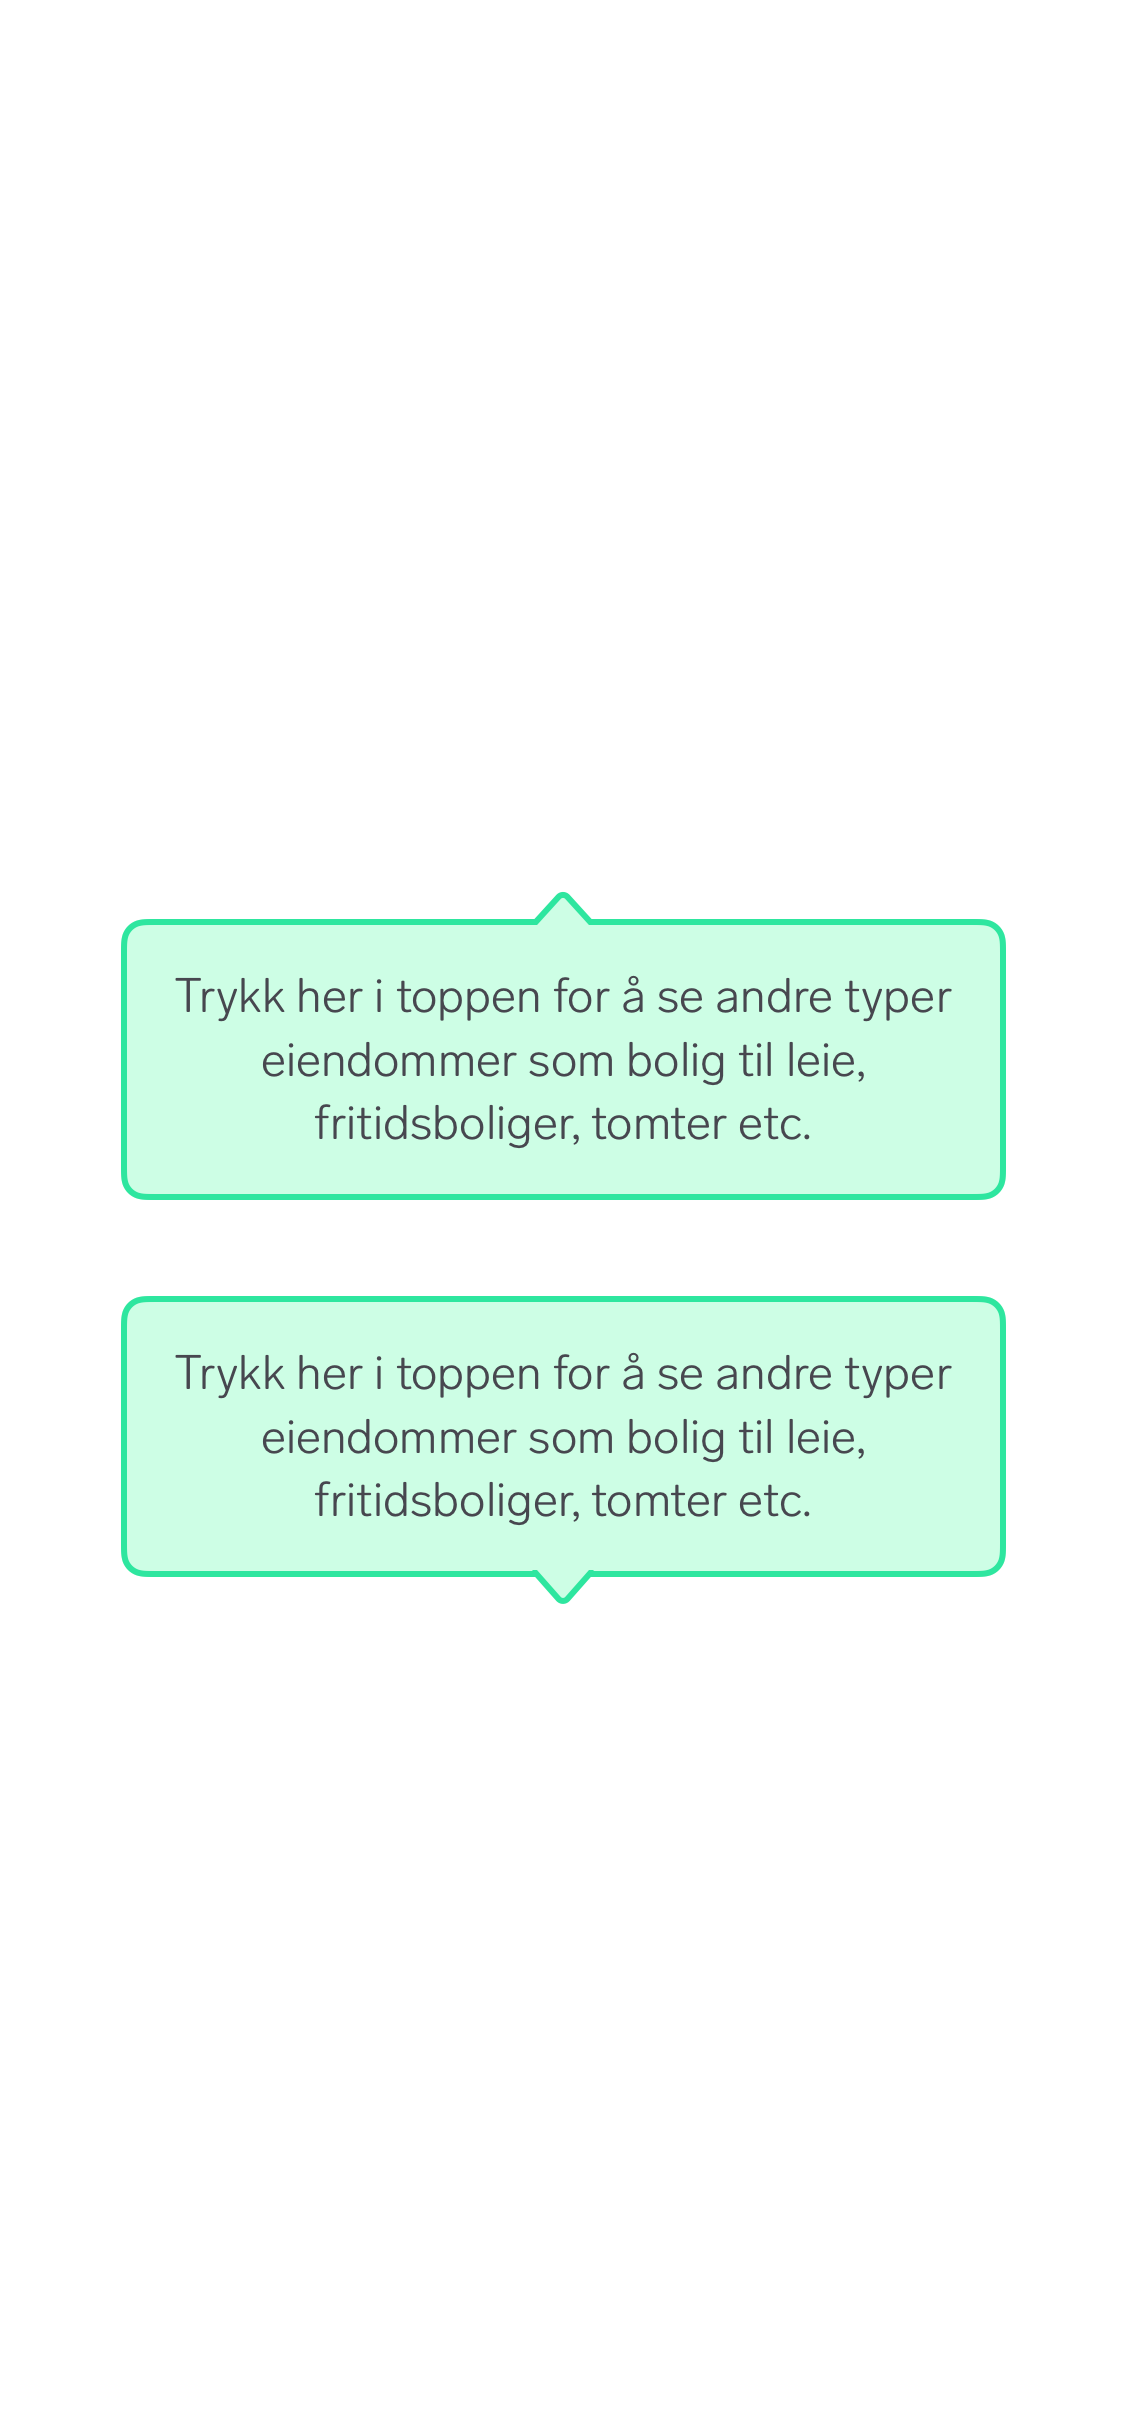 Trykk her i toppen for å se andre typer
eiendommer som bolig til leie,
fritidsboliger, tomter etc.
Trykk her i toppen for å se andre typer
eiendommer som bolig til leie,
fritidsboliger, tomter etc.